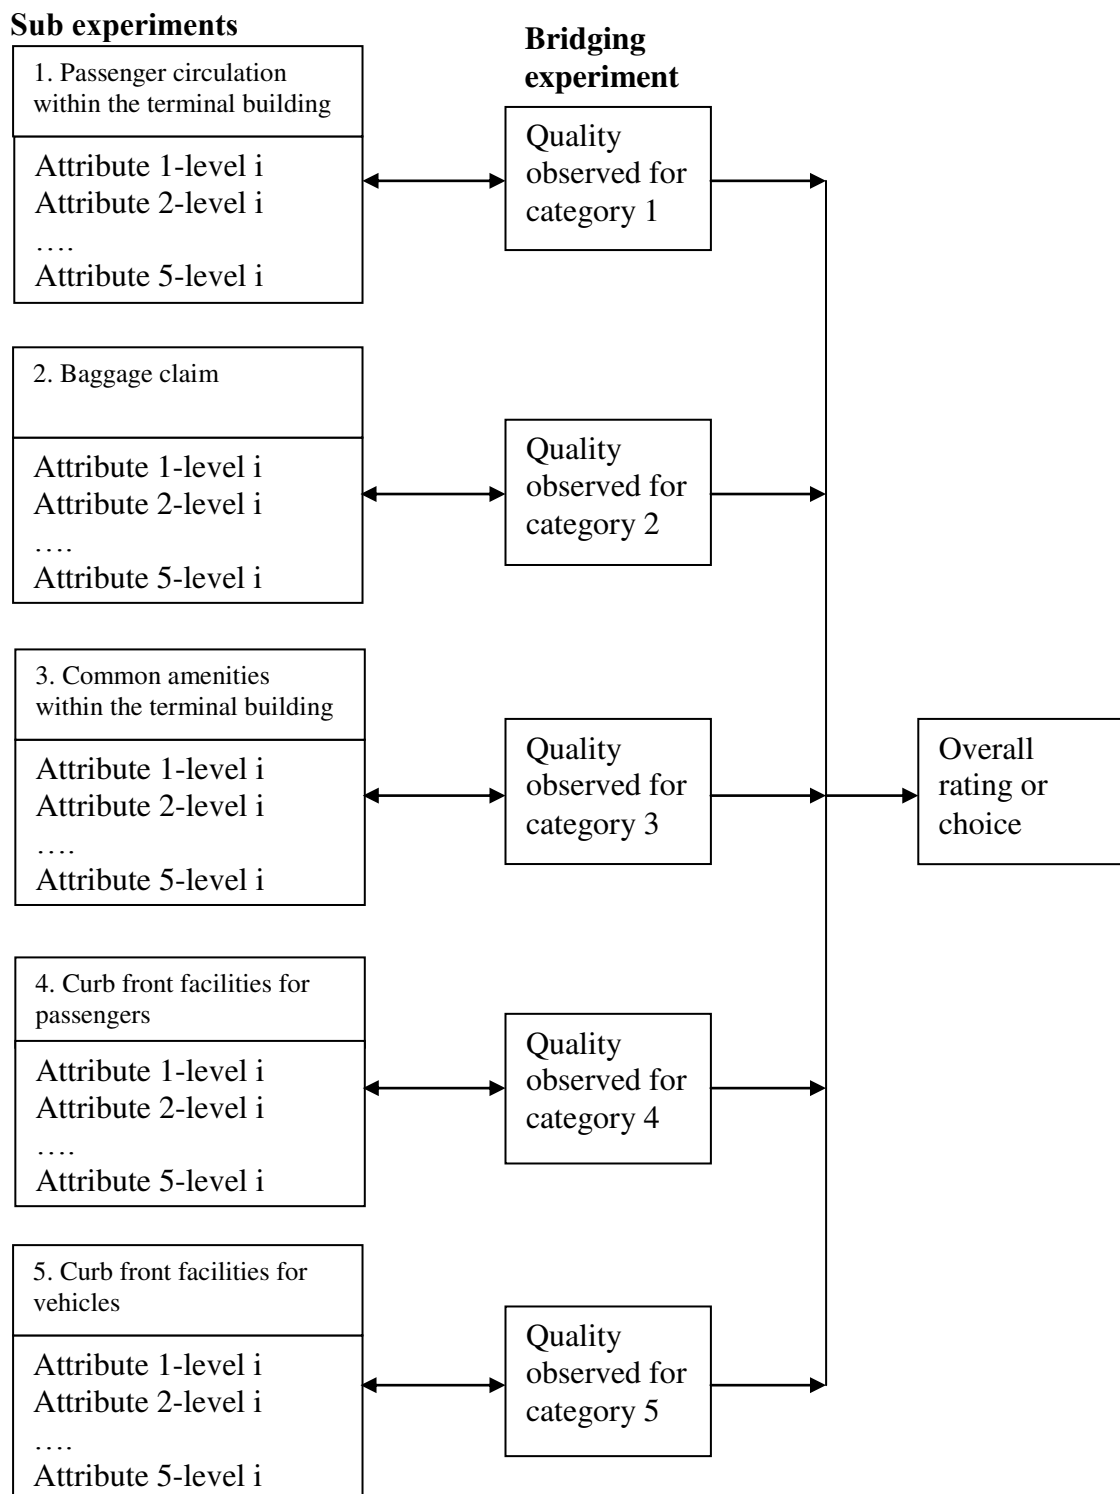 Sub experiments
Bridging
experiment
1. Passenger circulation
within the terminal building
Attribute 1-level i
Attribute 2-level i
….
Attribute 5-level i
Quality
observed for
category 1
2. Baggage claim
Attribute 1-level i
Attribute 2-level i
….
Attribute 5-level i
Quality
observed for
category 2
3. Common amenities
within the terminal building
Attribute 1-level i
Attribute 2-level i
….
Attribute 5-level i
Quality
observed for
category 3
Overall
rating or
choice
4. Curb front facilities for
passengers
Attribute 1-level i
Attribute 2-level i
….
Attribute 5-level i
Quality
observed for
category 4
5. Curb front facilities for
vehicles
Attribute 1-level i
Attribute 2-level i
….
Attribute 5-level i
Quality
observed for
category 5